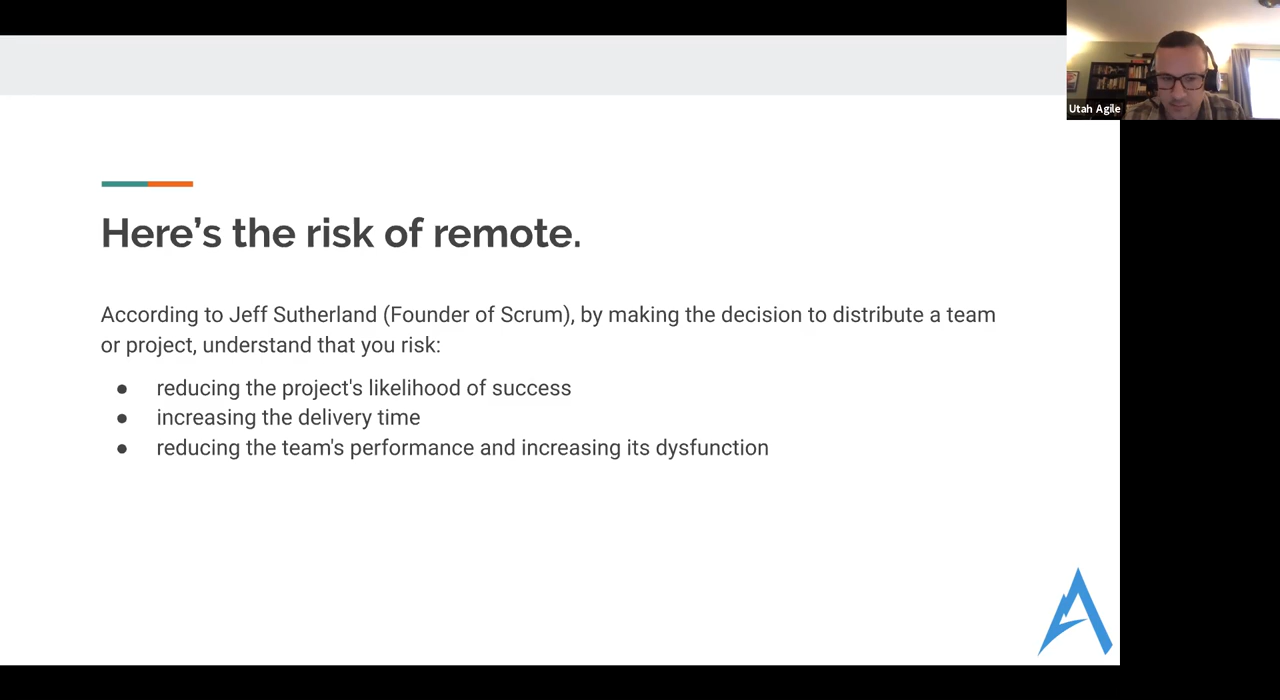 Utah Agile
Here’s the risk of remote.
According to Jeff Sutherland (Founder of Scrum), by making the decision to distribute a team
or project, understand that you risk:
● reducing the project's likelihood of success
● increasing the delivery time
● reducing the team's performance and increasing its dysfunction